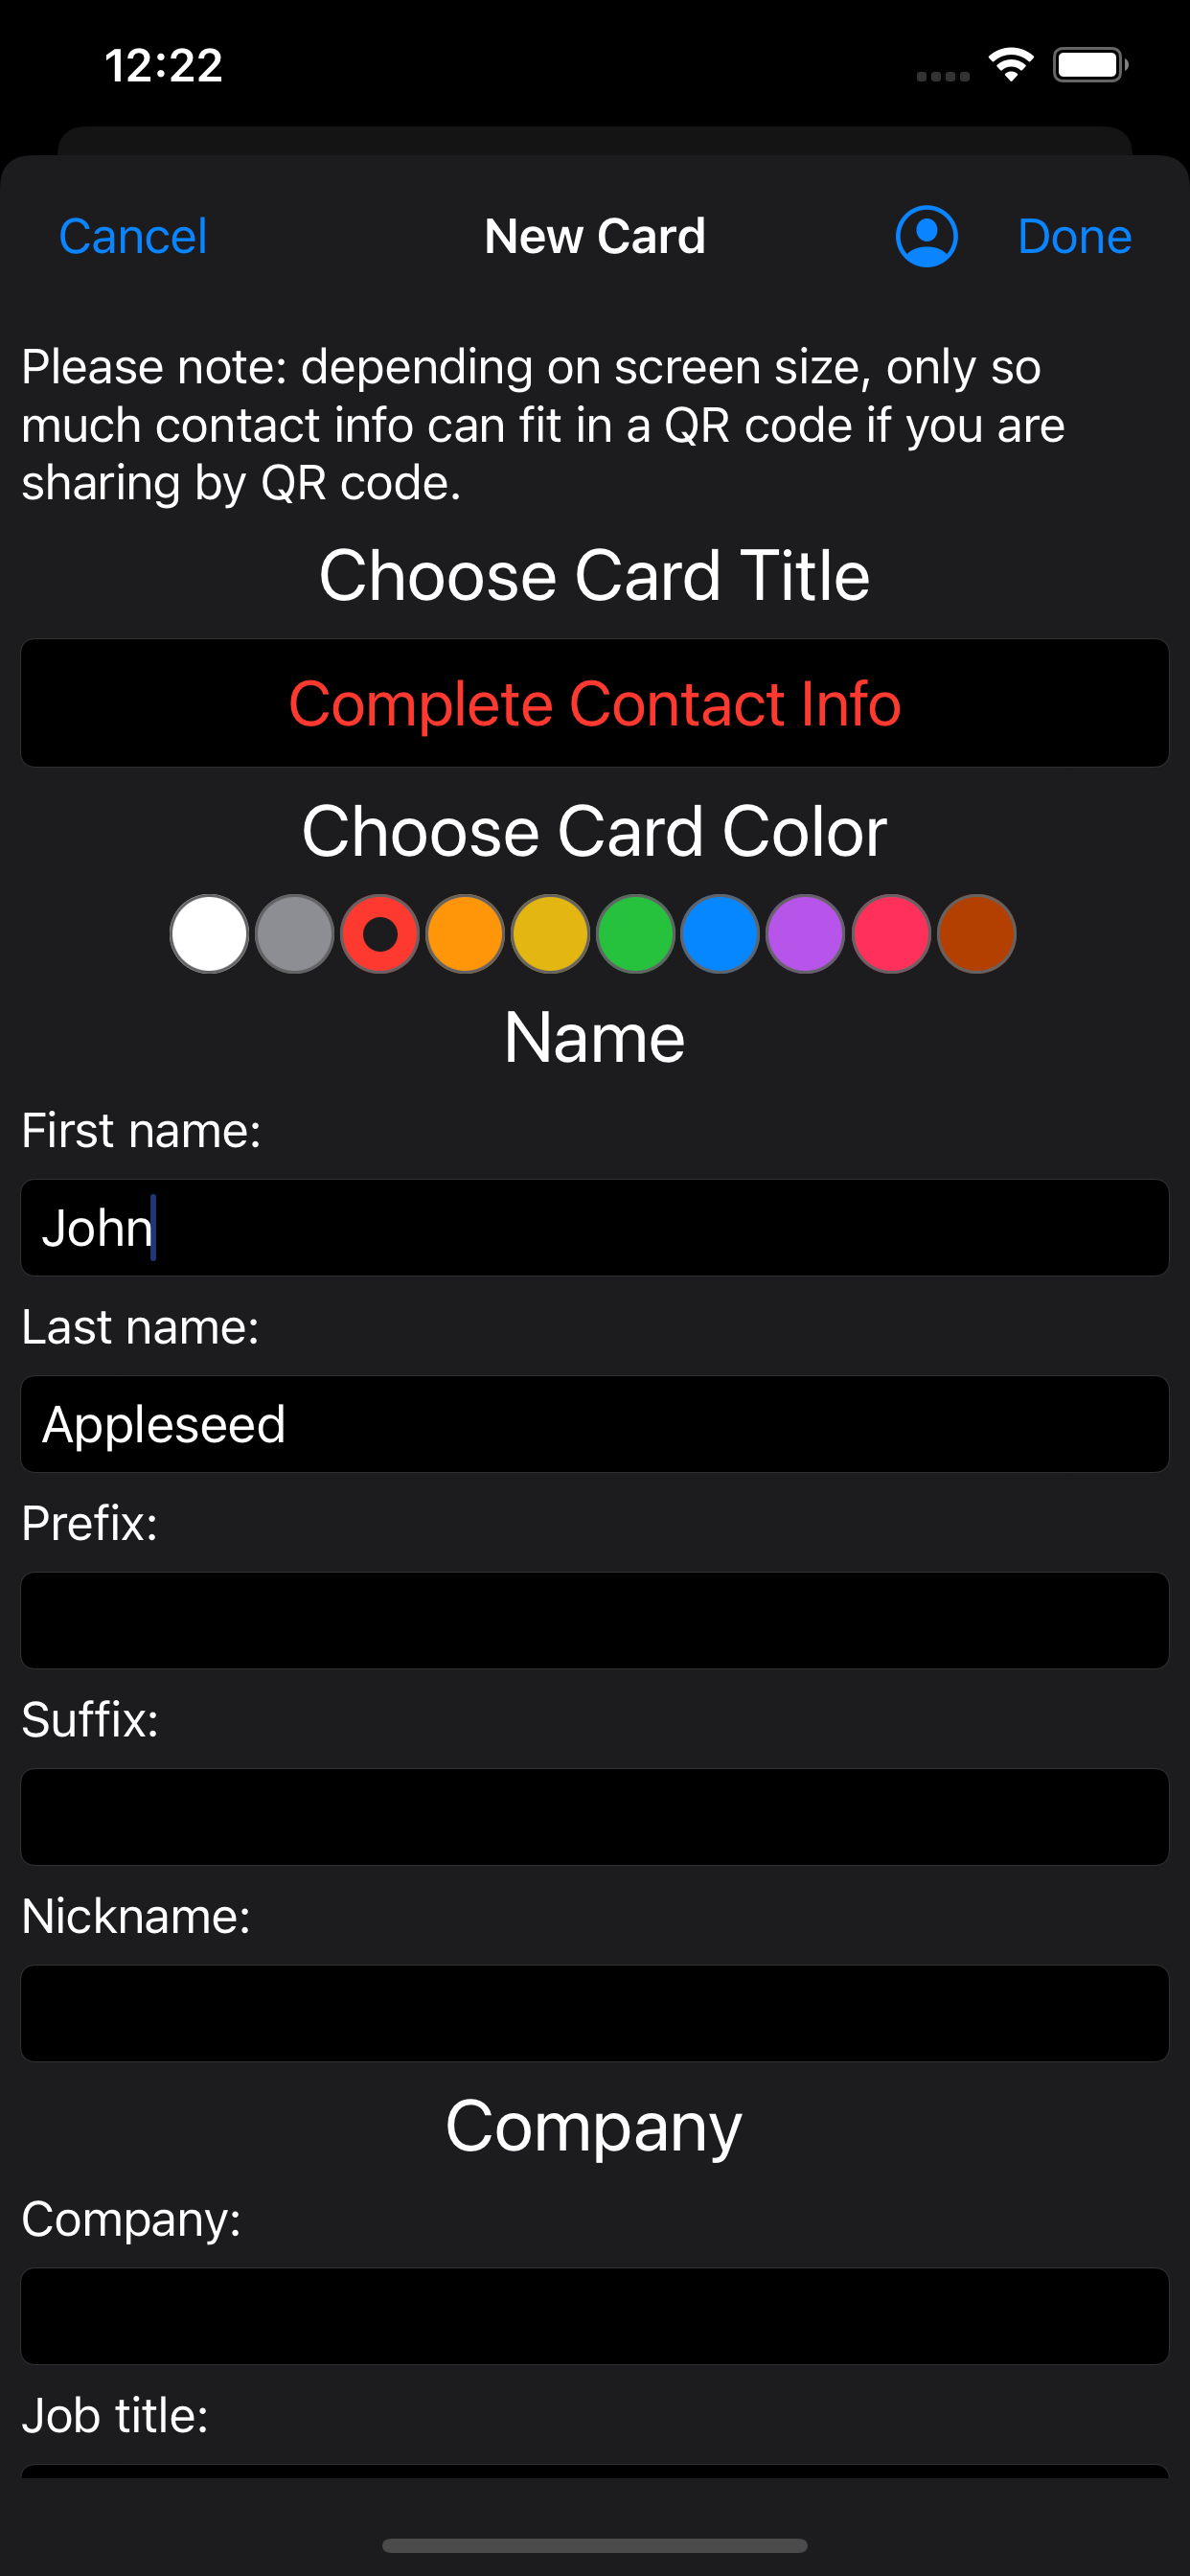 12:22
Cancel
New Card
Done
Please note: depending on screen size, only so
much contact info can fit in a QR code if you are
sharing by QR code.
Choose Card Title
Complete Contact Info
Choose Card Color
Name
First name:
John
Last name:
Appleseed
Prefix:
Suffix:
Nickname:
Company
Company:
Job title: